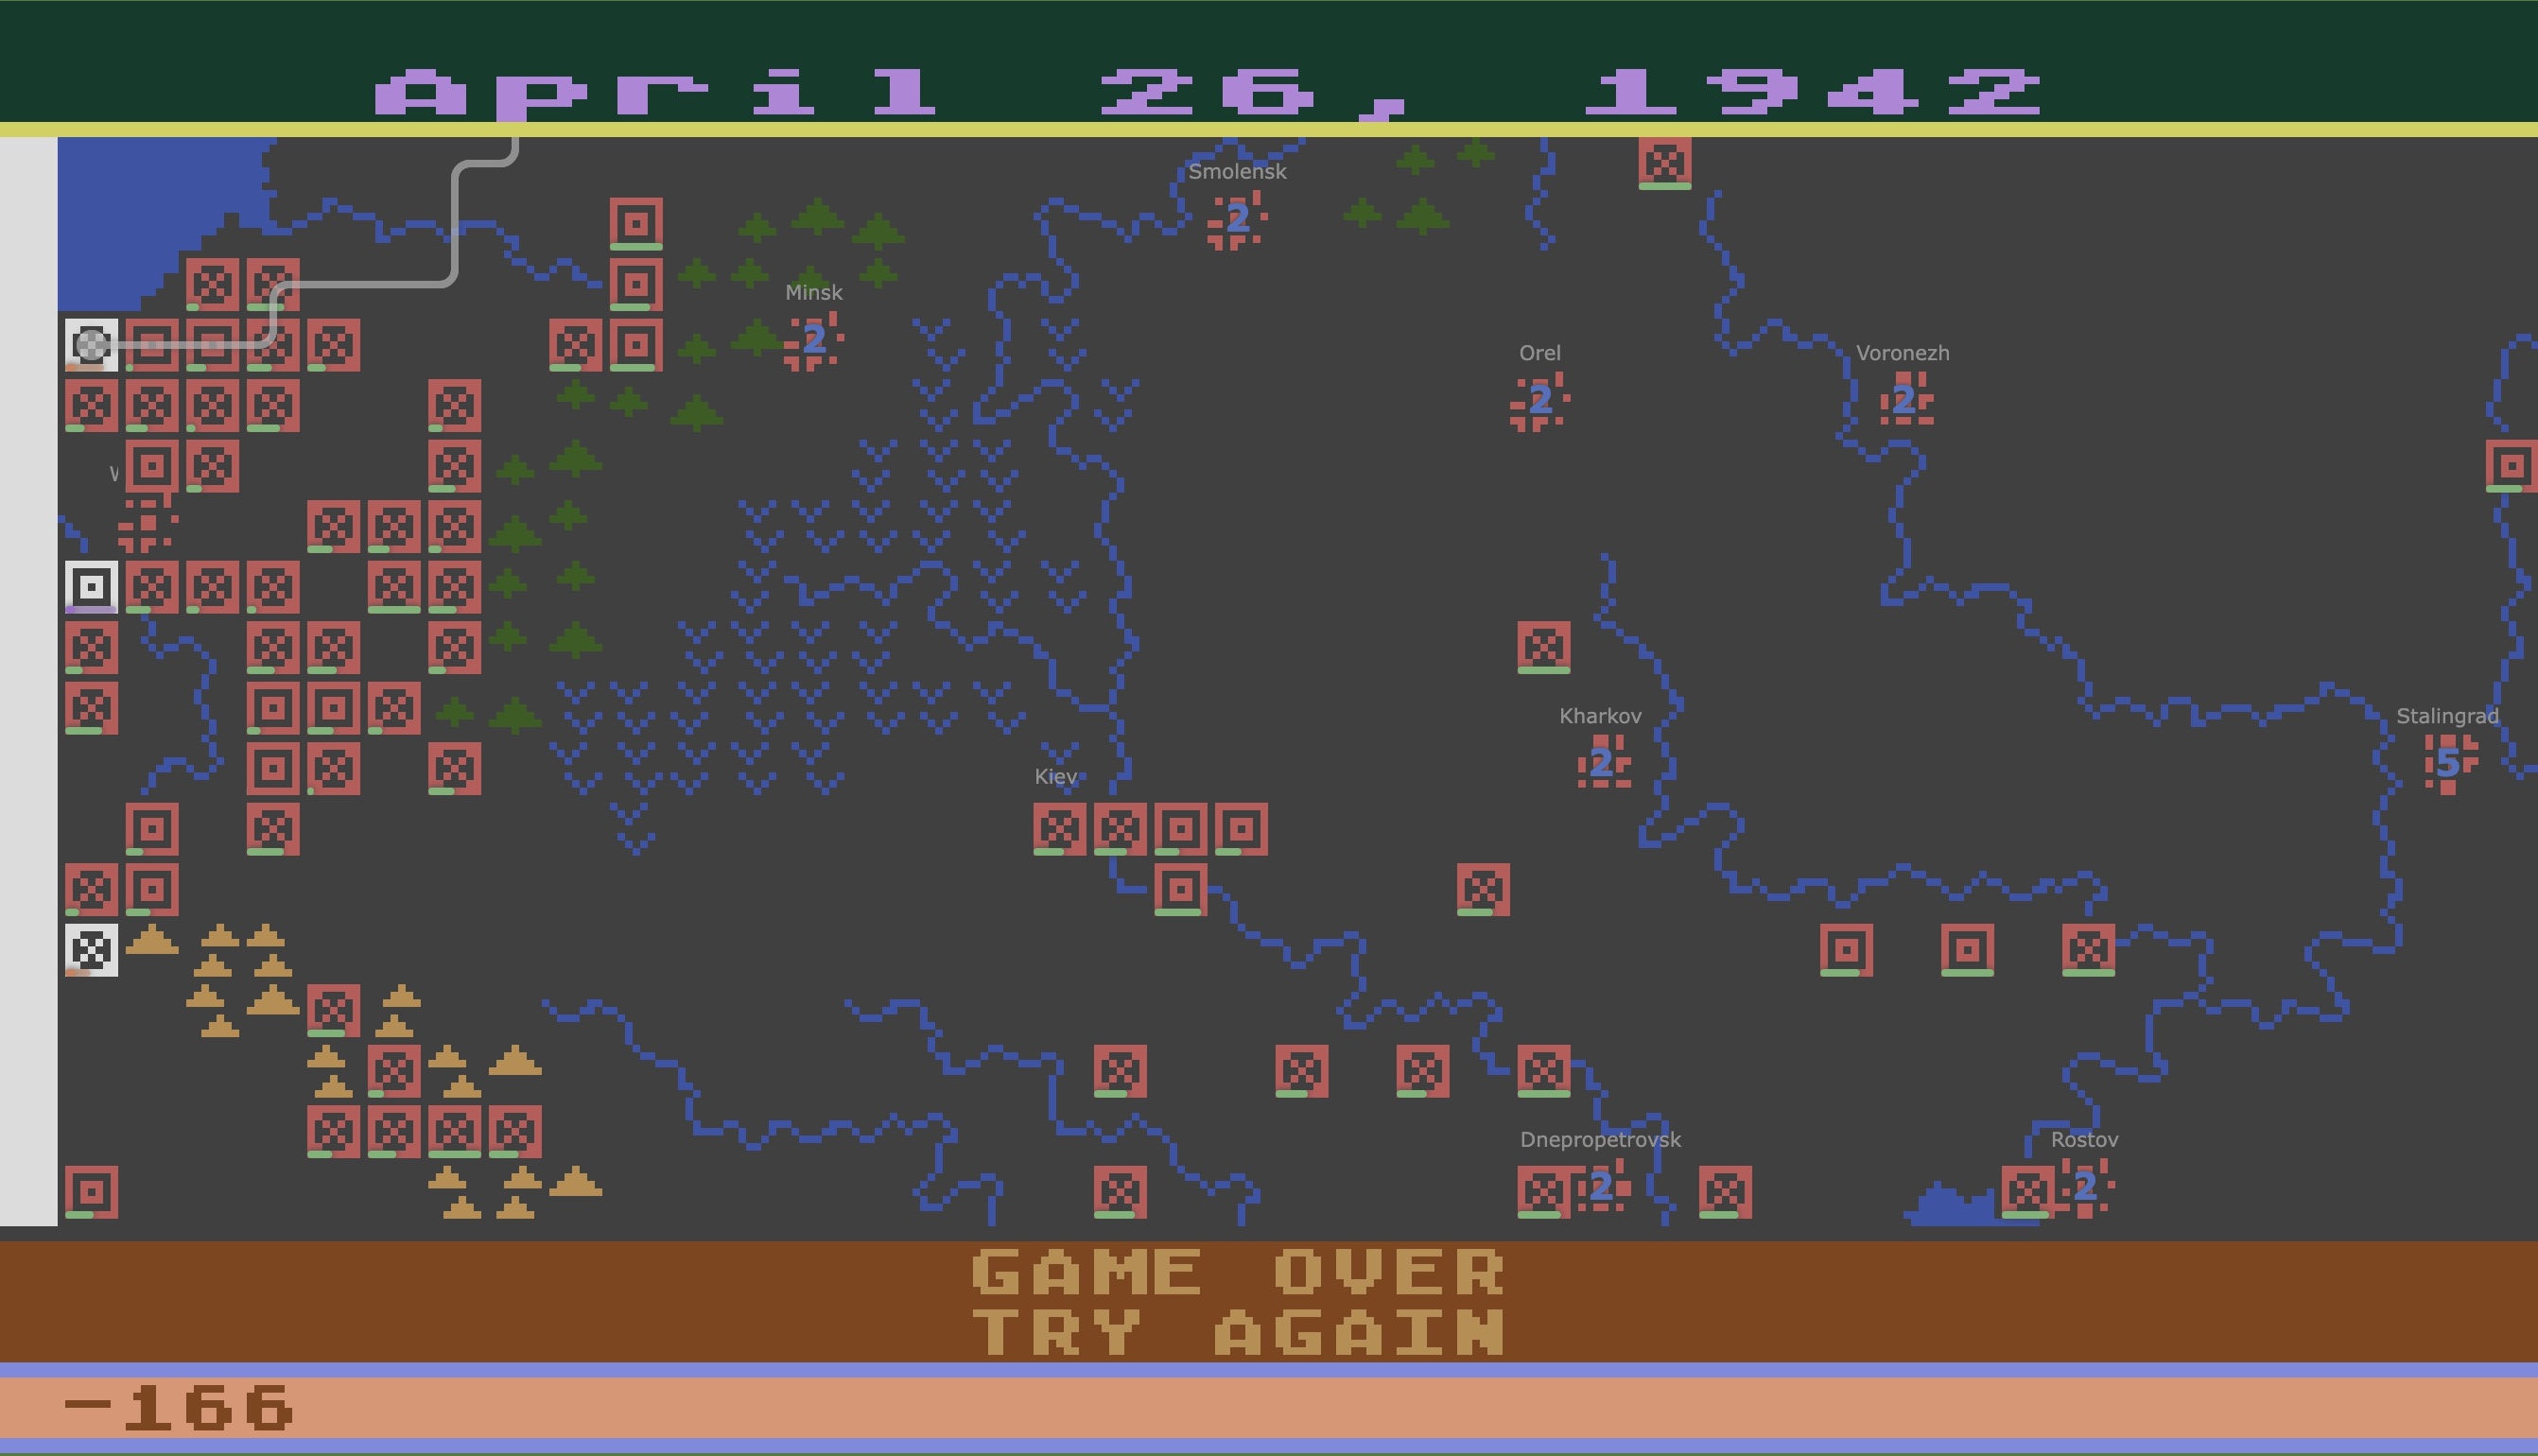 April 26, 1942
Smolensk
2
Minsk
2
Orel
2
Voronezh
2
Kharkov
2
Stalingrad
5
Kiev
Dnepropetrovsk
2
Rostov
2
GAME OVER
TRY AGAIN
-166